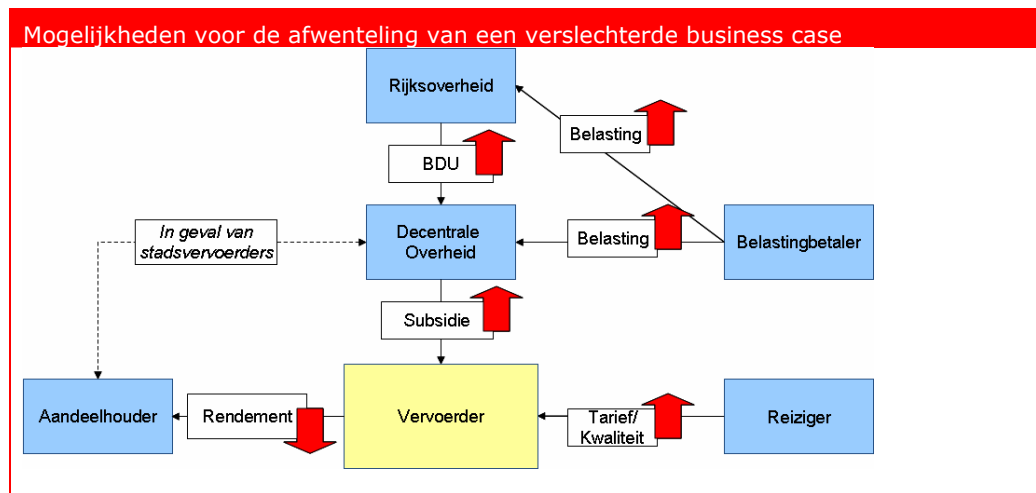 Mogelijkheden voor de afwenteling van een verslechterde business case
Rijksoverheid
Belasting
BDU
In geval van
stadsvervoerders
Decentrale
Overheid
Belasting
Belastingbetaler
Subsidie
Aandeelhouder
Rendement
Vervoerder
Tarief/
Kwaliteit
Reiziger